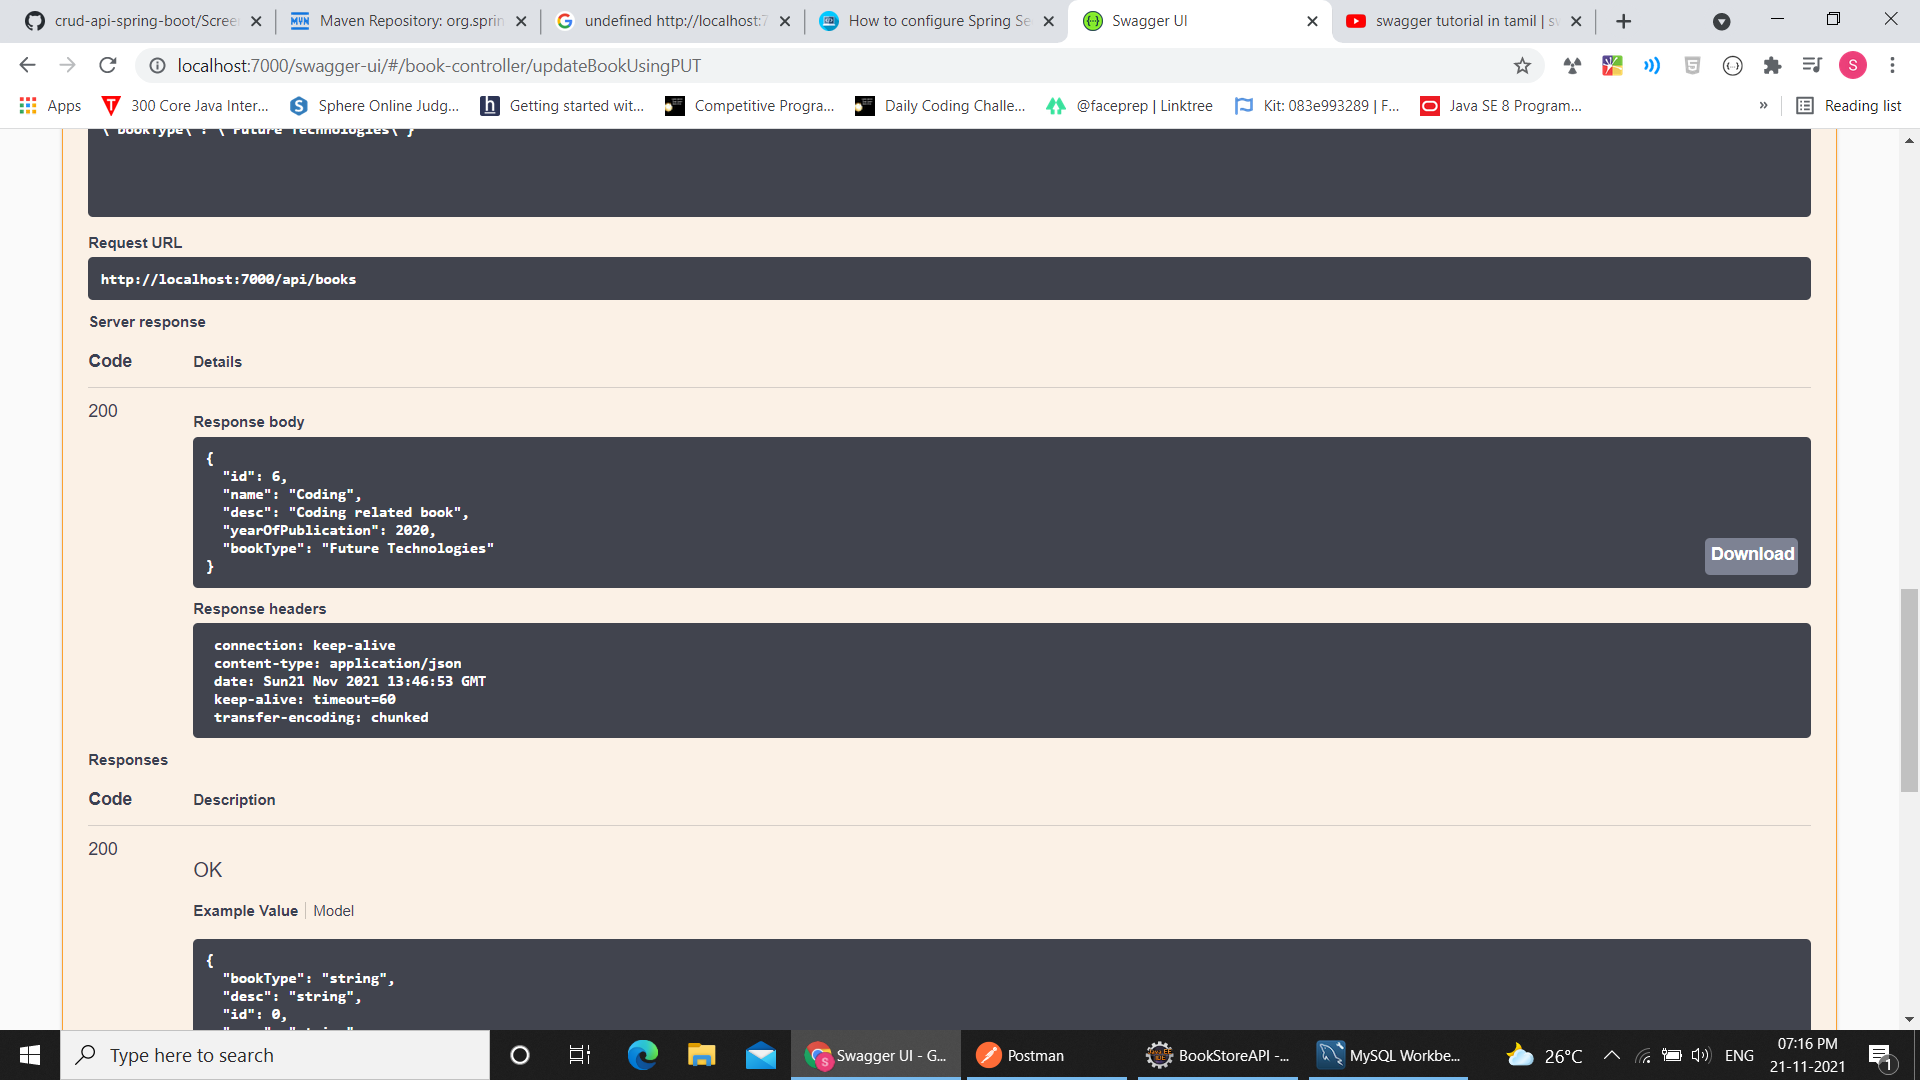 crud-api-spring-boot/Scree
Maven Repository: org.sprin
undefined http://localhost:7
How to configure Spring Se
Swagger UI
swagger tutorial in tamil | sw
localhost:7000/swagger-ui/#/book-controller/updateBookUsingPUT
S
Apps
300 Core Java Inter...
Sphere Online Judg...
Getting started wit...
Competitive Progra...
Daily Coding Challe...
@faceprep | Linktree
Kit: 083e993289 | F...
Java SE 8 Program...
»
Reading list
\"bookType\": \"Future Technologies\"}
Request URL
http://localhost:7000/api/books
Server response
Code Details
200
Response body
{
"id": 6,
"name": "Coding",
"desc": "Coding related book",
"yearOfPublication": 2020,
"bookType": "Future Technologies"
}
Download
Response headers
connection: keep-alive
content-type: application/json
date: Sun21 Nov 2021 13:46:53 GMT
keep-alive: timeout=60
transfer-encoding: chunked
Responses
Code Description
200
OK
Example Value Model
{
"bookType": "string",
"desc": "string",
"id": 0,
Type here to search
Swagger UI - G...
Postman
BookStoreAPI -...
MySQL Workbe...
26°C
ENG
07:16 PM
21-11-2021
1